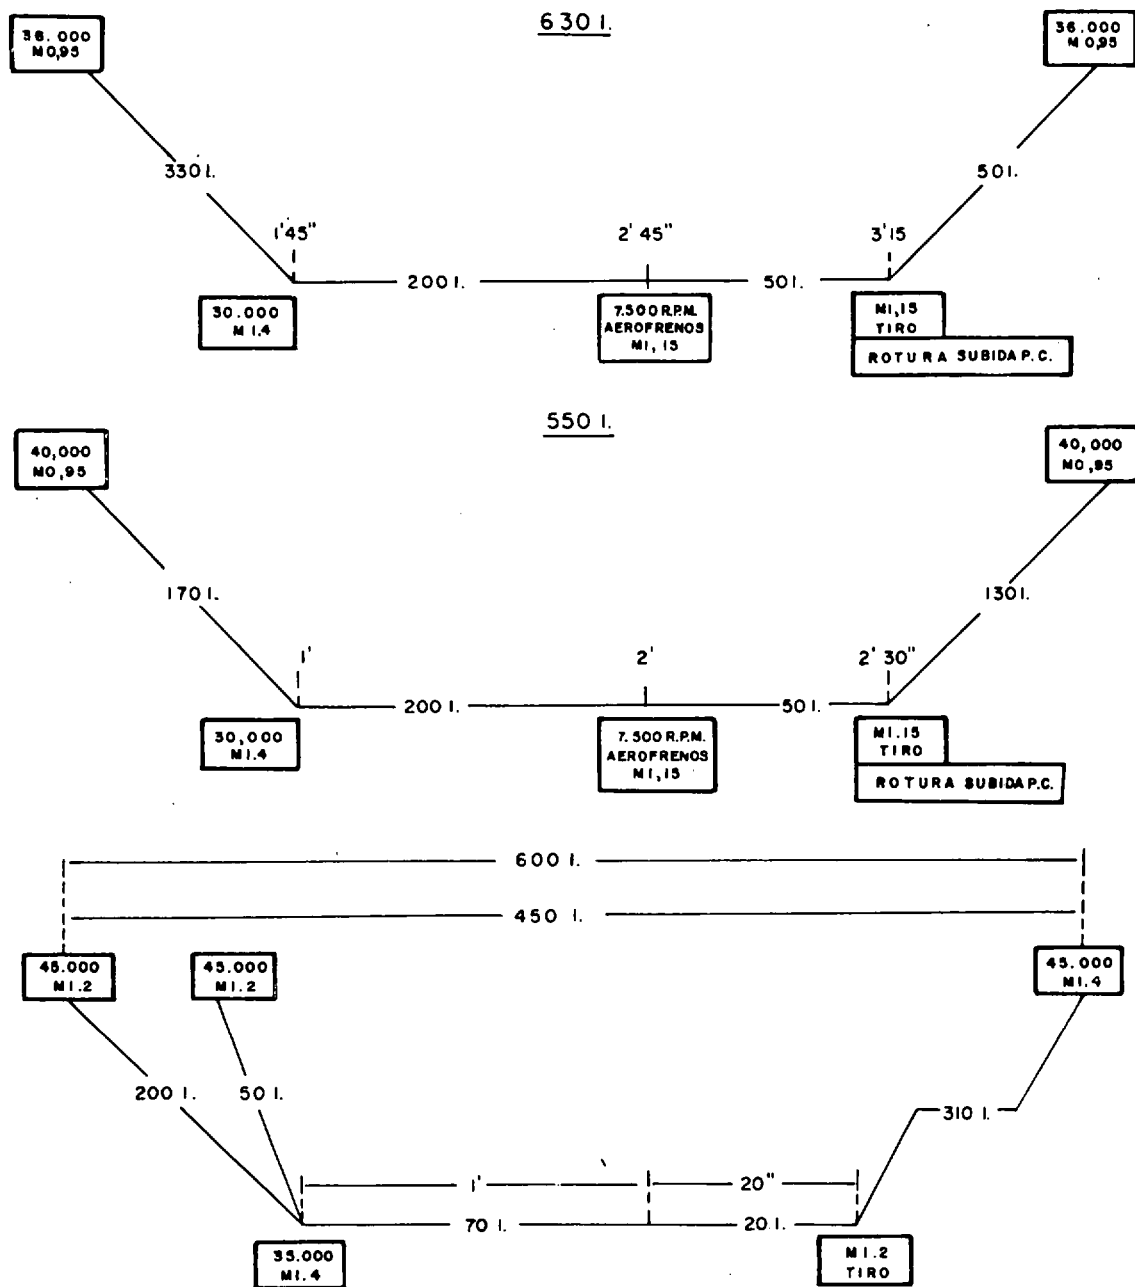 630 l.
36.000
M0,95
36.000
M0,95
330 l.
50 l.
1'45"
2'45"
3'15
200 l.
50 l.
30.000
M1.4
7.500 R.P.M.
AEROFRENOS
M1,15
M1,15
TIRO
ROTURA SUBIDA P.C.
550 l.
40,000
M0,95
40,000
M0,95
170 l.
130 l.
1'
2'
2'30"
200 l.
50 l.
30,000
M1.4
7.500 R.P.M.
AEROFRENOS
M1,15
M1.15
TIRO
ROTURA SUBIDA P.C.
600 l.
450 l.
45.000
M1.2
45.000
M1.2
45.000
M1.4
200 l.
50 l.
310 l.
1'
20"
70 l.
20 l.
35.000
M1.4
M1.2
TIRO